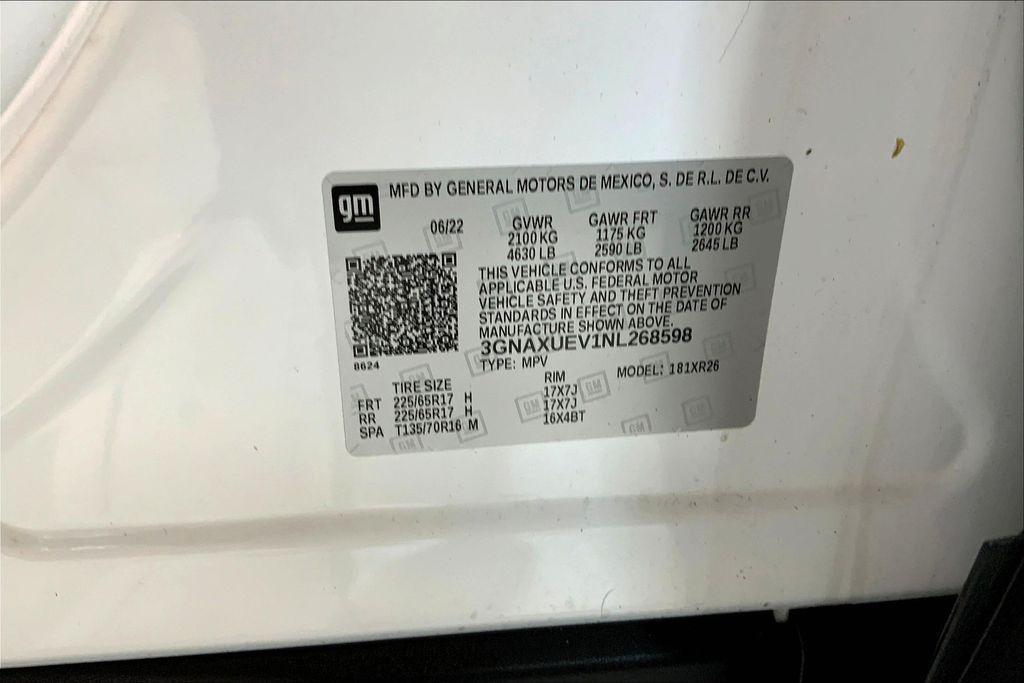 gm
MFD BY GENERAL MOTORS DE MEXICO, S. DE R.L. DE C.V.
06/22 GVWR GAWR FRT GAWR RR
2100 KG 1175 KG 1200 KG
4630 LB 2590 LB 2645 LB
THIS VEHICLE CONFORMS TO ALL
APPLICABLE U.S. FEDERAL MOTOR
VEHICLE SAFETY AND THEFT PREVENTION
STANDARDS IN EFFECT ON THE DATE OF
MANUFACTURE SHOWN ABOVE.
3GNAXUEV1NL268598
8624
TYPE: MPV MODEL: 181XR26
TIRE SIZE RIM
FRT 225/65R17 H 17X7J
RR 225/65R17 H 17X7J
SPA T135/70R16 M 16X4BT